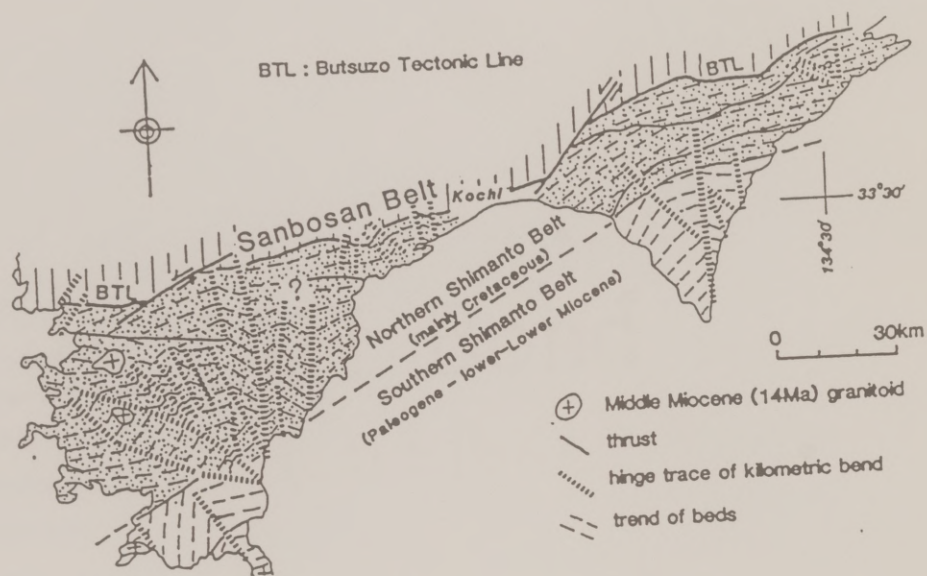 BTL : Butsuzo Tectonic Line
BTL
Kochi
Sanbosan Belt
33°30'
134°30'
BTL
?
?
Northern Shimanto Belt
(mainly Cretaceous)
Southern Shimanto Belt
(Paleogene - lower-Lower Miocene)
0 30km
Middle Miocene (14Ma) granitoid
thrust
hinge trace of kilometric bend
trend of beds